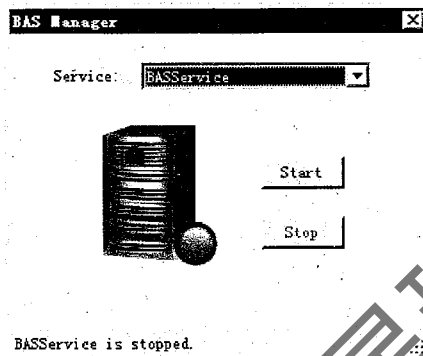 BAS Manager
Service:
BASService
Start
Stop
BASService is stopped.